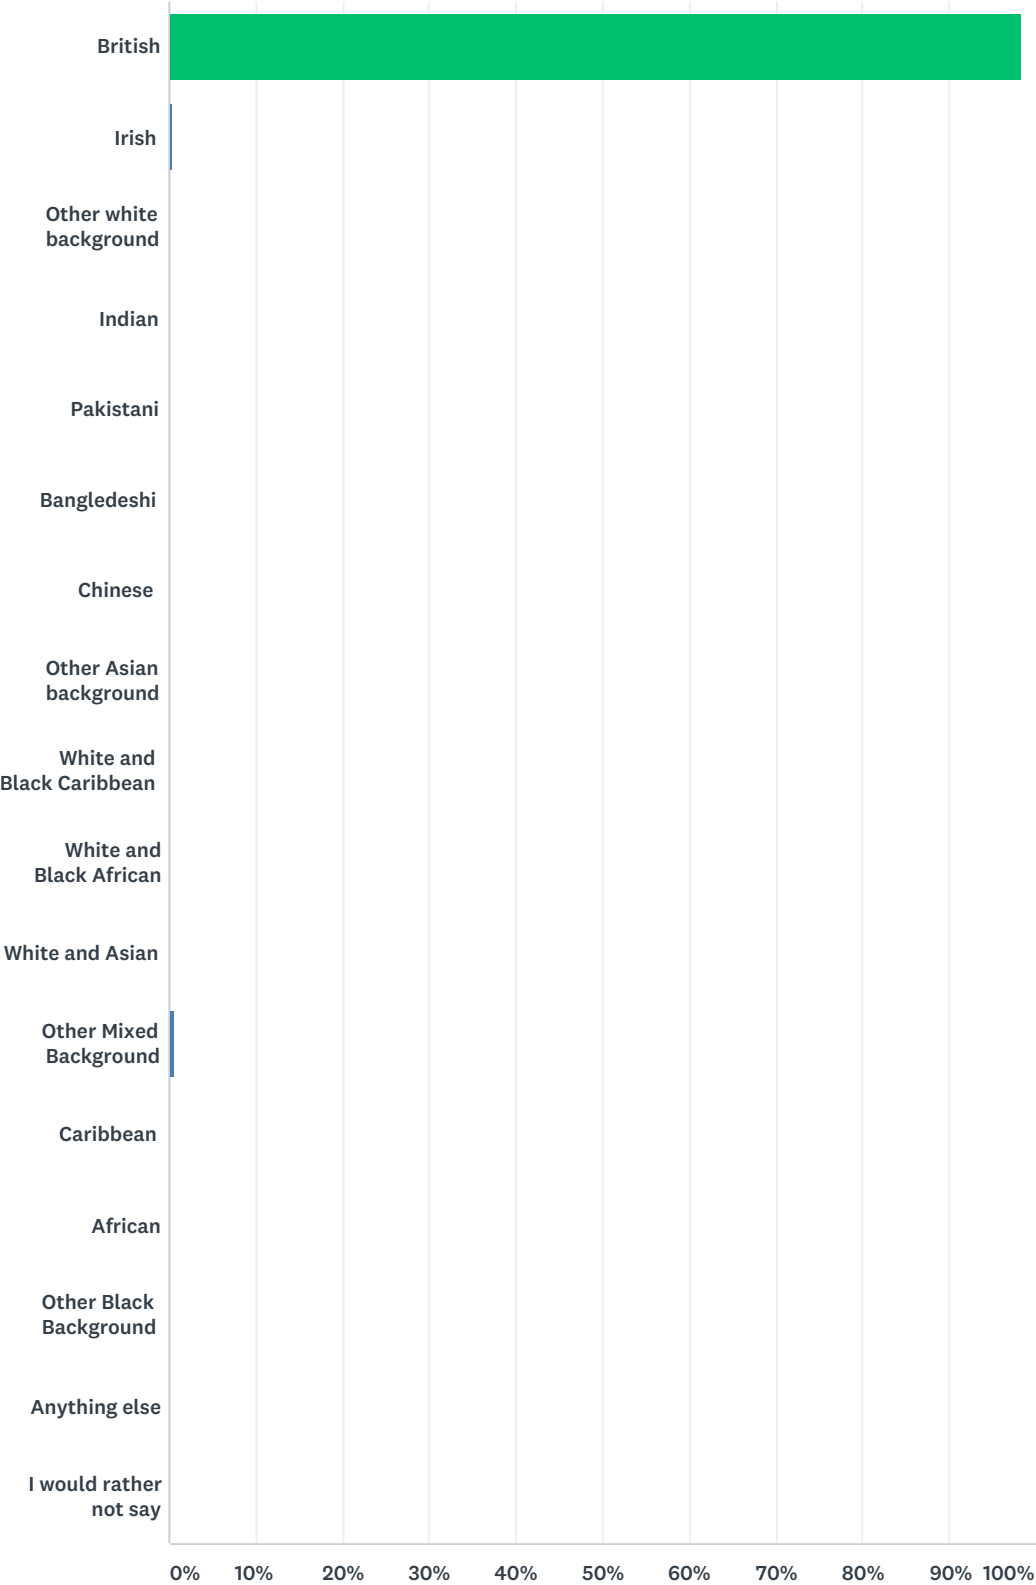 British
Irish
Other white
background
Indian
Pakistani
Bangledeshi
Chinese
Other Asian
background
White and
Black Caribbean
White and
Black African
White and Asian
Other Mixed
Background
Caribbean
African
Other Black
Background
Anything else
I would rather
not say
0% 10% 20% 30% 40% 50% 60% 70% 80% 90% 100%